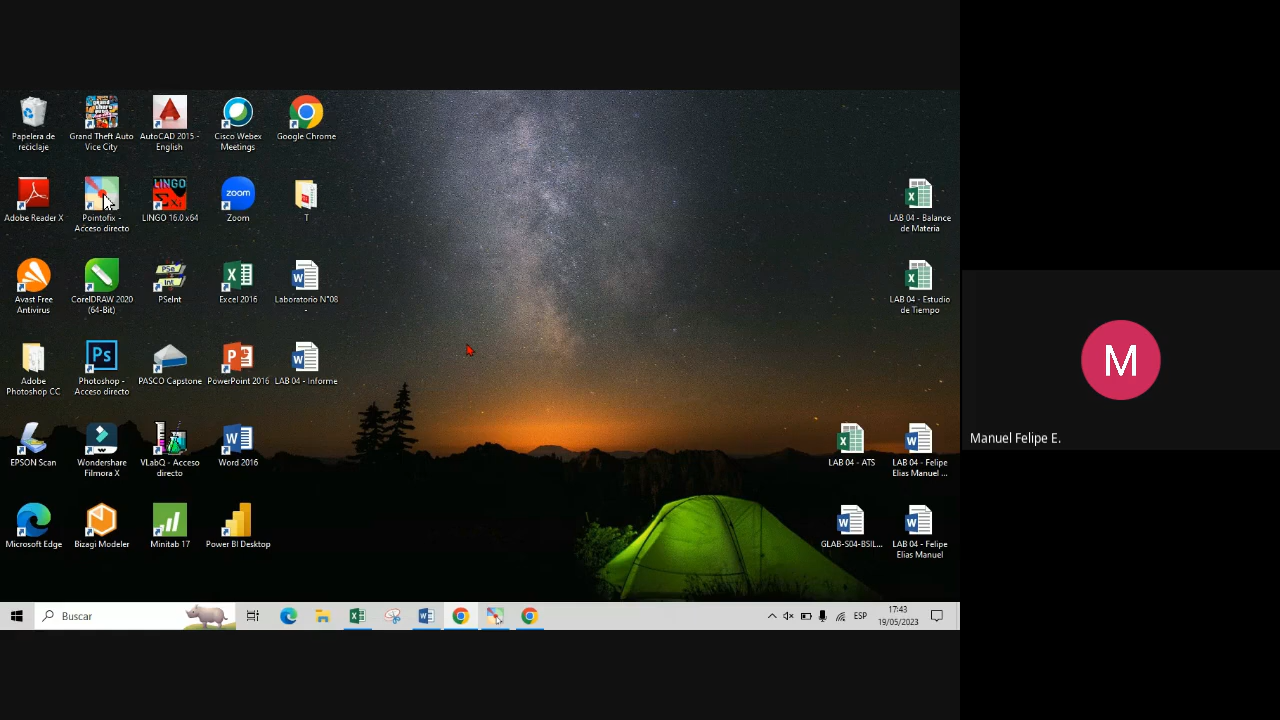 Papelera de
reciclaje
Grand Theft Auto
Vice City
AutoCAD 2015 -
English
Cisco Webex
Meetings
Google Chrome
Adobe Reader X
Pointofix -
Acceso directo
LINGO
LINGO 16.0 x64
zoom
Zoom
T
LAB 04 - Balance
de Materia
Avast Free
Antivirus
CorelDRAW 2020
(64-Bit)
PSeInt
Excel 2016
Laboratorio N°08
-
LAB 04 - Estudio
de Tiempo
Adobe
Photoshop CC
Ps
Photoshop -
Acceso directo
PASCO Capstone
PowerPoint 2016
LAB 04 - Informe
EPSON Scan
Wondershare
Filmora X
VLabQ - Acceso
directo
Word 2016
LAB 04 - ATS
LAB 04 - Felipe
Elias Manuel ...
Microsoft Edge
Bizagi Modeler
Minitab 17
Power BI Desktop
GLAB-S04-BSIL...
LAB 04 - Felipe
Elias Manuel
Buscar
ESP
17:43
19/05/2023
M
Manuel Felipe E.